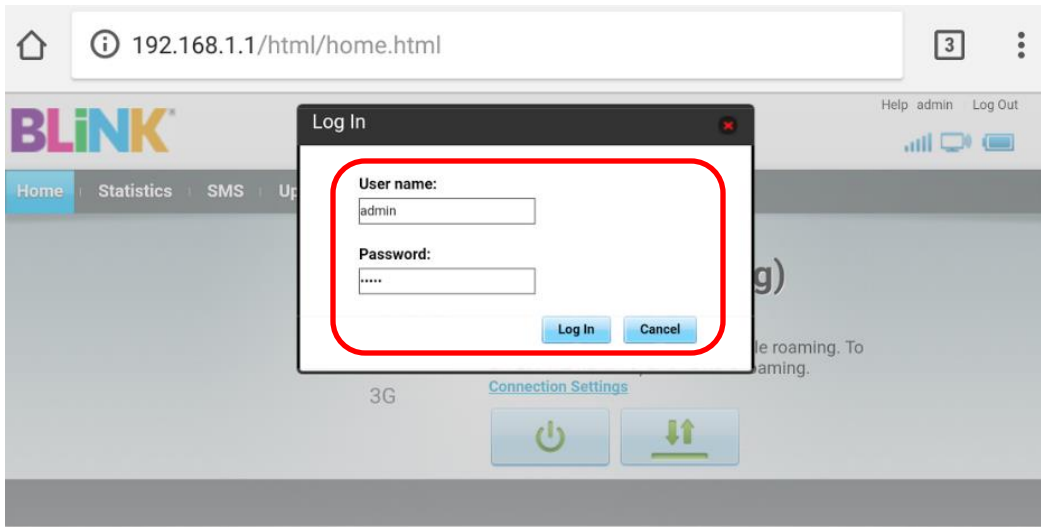 192.168.1.1/html/home.html
3
Help admin Log Out
BLiNK
Log In
Home Statistics SMS
User name:
admin
Password:
•••••
g)
Log In Cancel
le roaming. To
oaming.
Connection Settings
3G